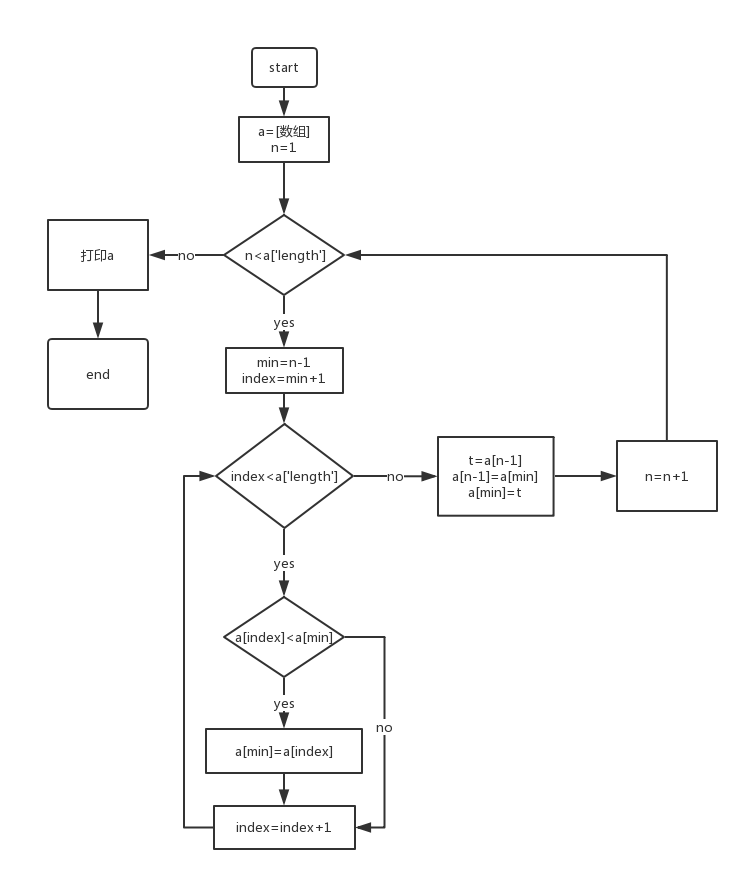 start
a=[数组]
n=1
n<a['length']
no
打印a
end
yes
min=n-1
index=min+1
index<a['length']
no
t=a[n-1]
a[n-1]=a[min]
a[min]=t
n=n+1
yes
a[index]<a[min]
yes
no
a[min]=a[index]
index=index+1